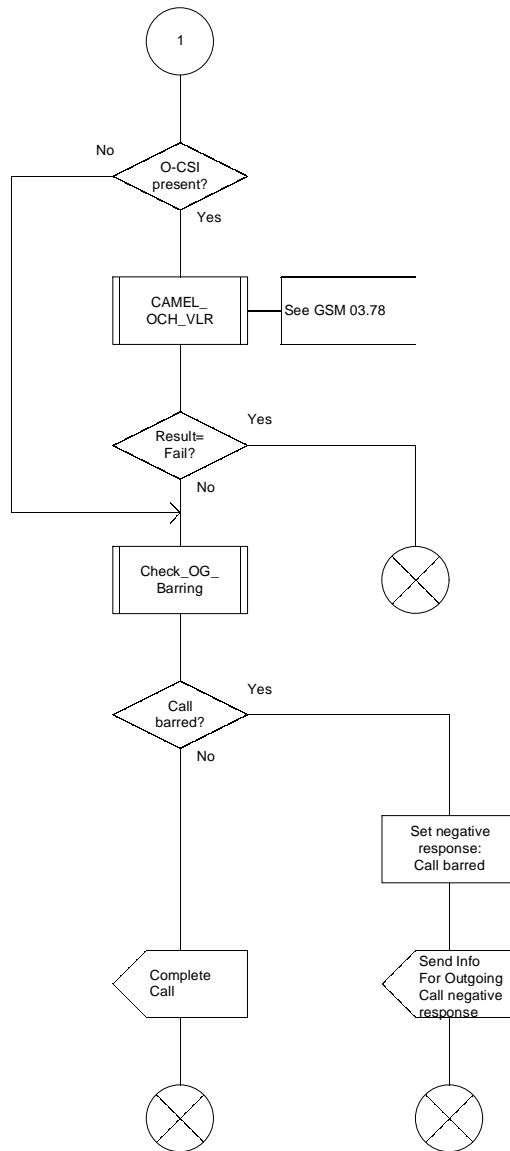 1
No
O-CSI
present?
Yes
CAMEL_
OCH_VLR
See GSM 03.78
Yes
Result=
Fail?
No
Check_OG_
Barring
Yes
Call
barred?
No
Set negative
response:
Call barred
Complete
Call
Send Info
For Outgoing
Call negative
response